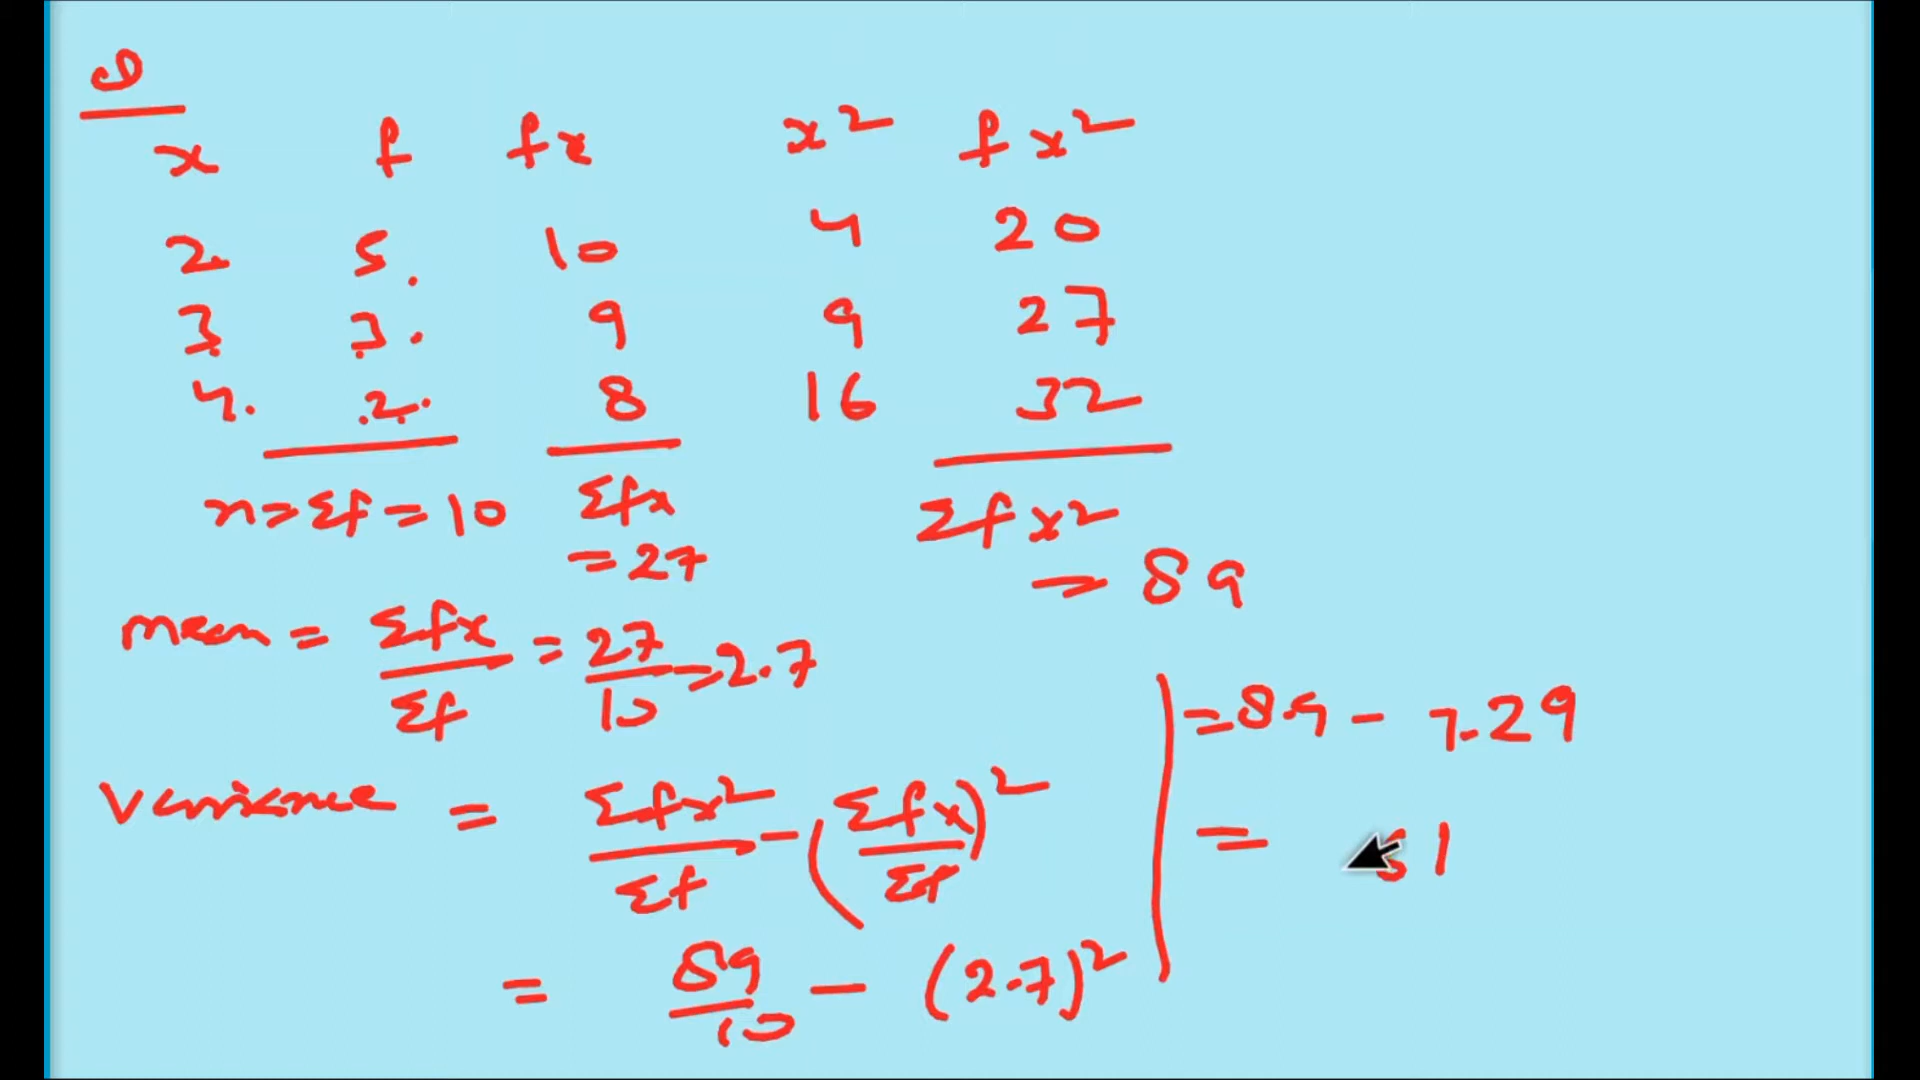 Q
x f fx x² fx²
2 5 10 4 20
3 3 9 9 27
4 2 8 16 32
n = Σf = 10 Σfx = 27 Σfx² = 89
mean = Σfx / Σf = 27 / 10 = 2.7
Variance = Σfx² / Σf - (Σfx / Σf)²
= 89 / 10 - (2.7)²
= 8.9 - 7.29
= 61